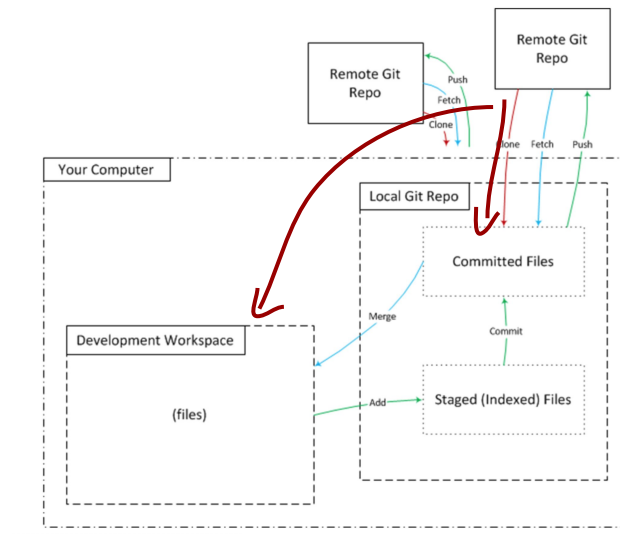 Remote Git
Repo
Remote Git
Repo
Push
Fetch
Clone
Clone
Fetch
Push
Your Computer
Local Git Repo
Committed Files
Merge
Commit
Development Workspace
(files)
Add
Staged (Indexed) Files